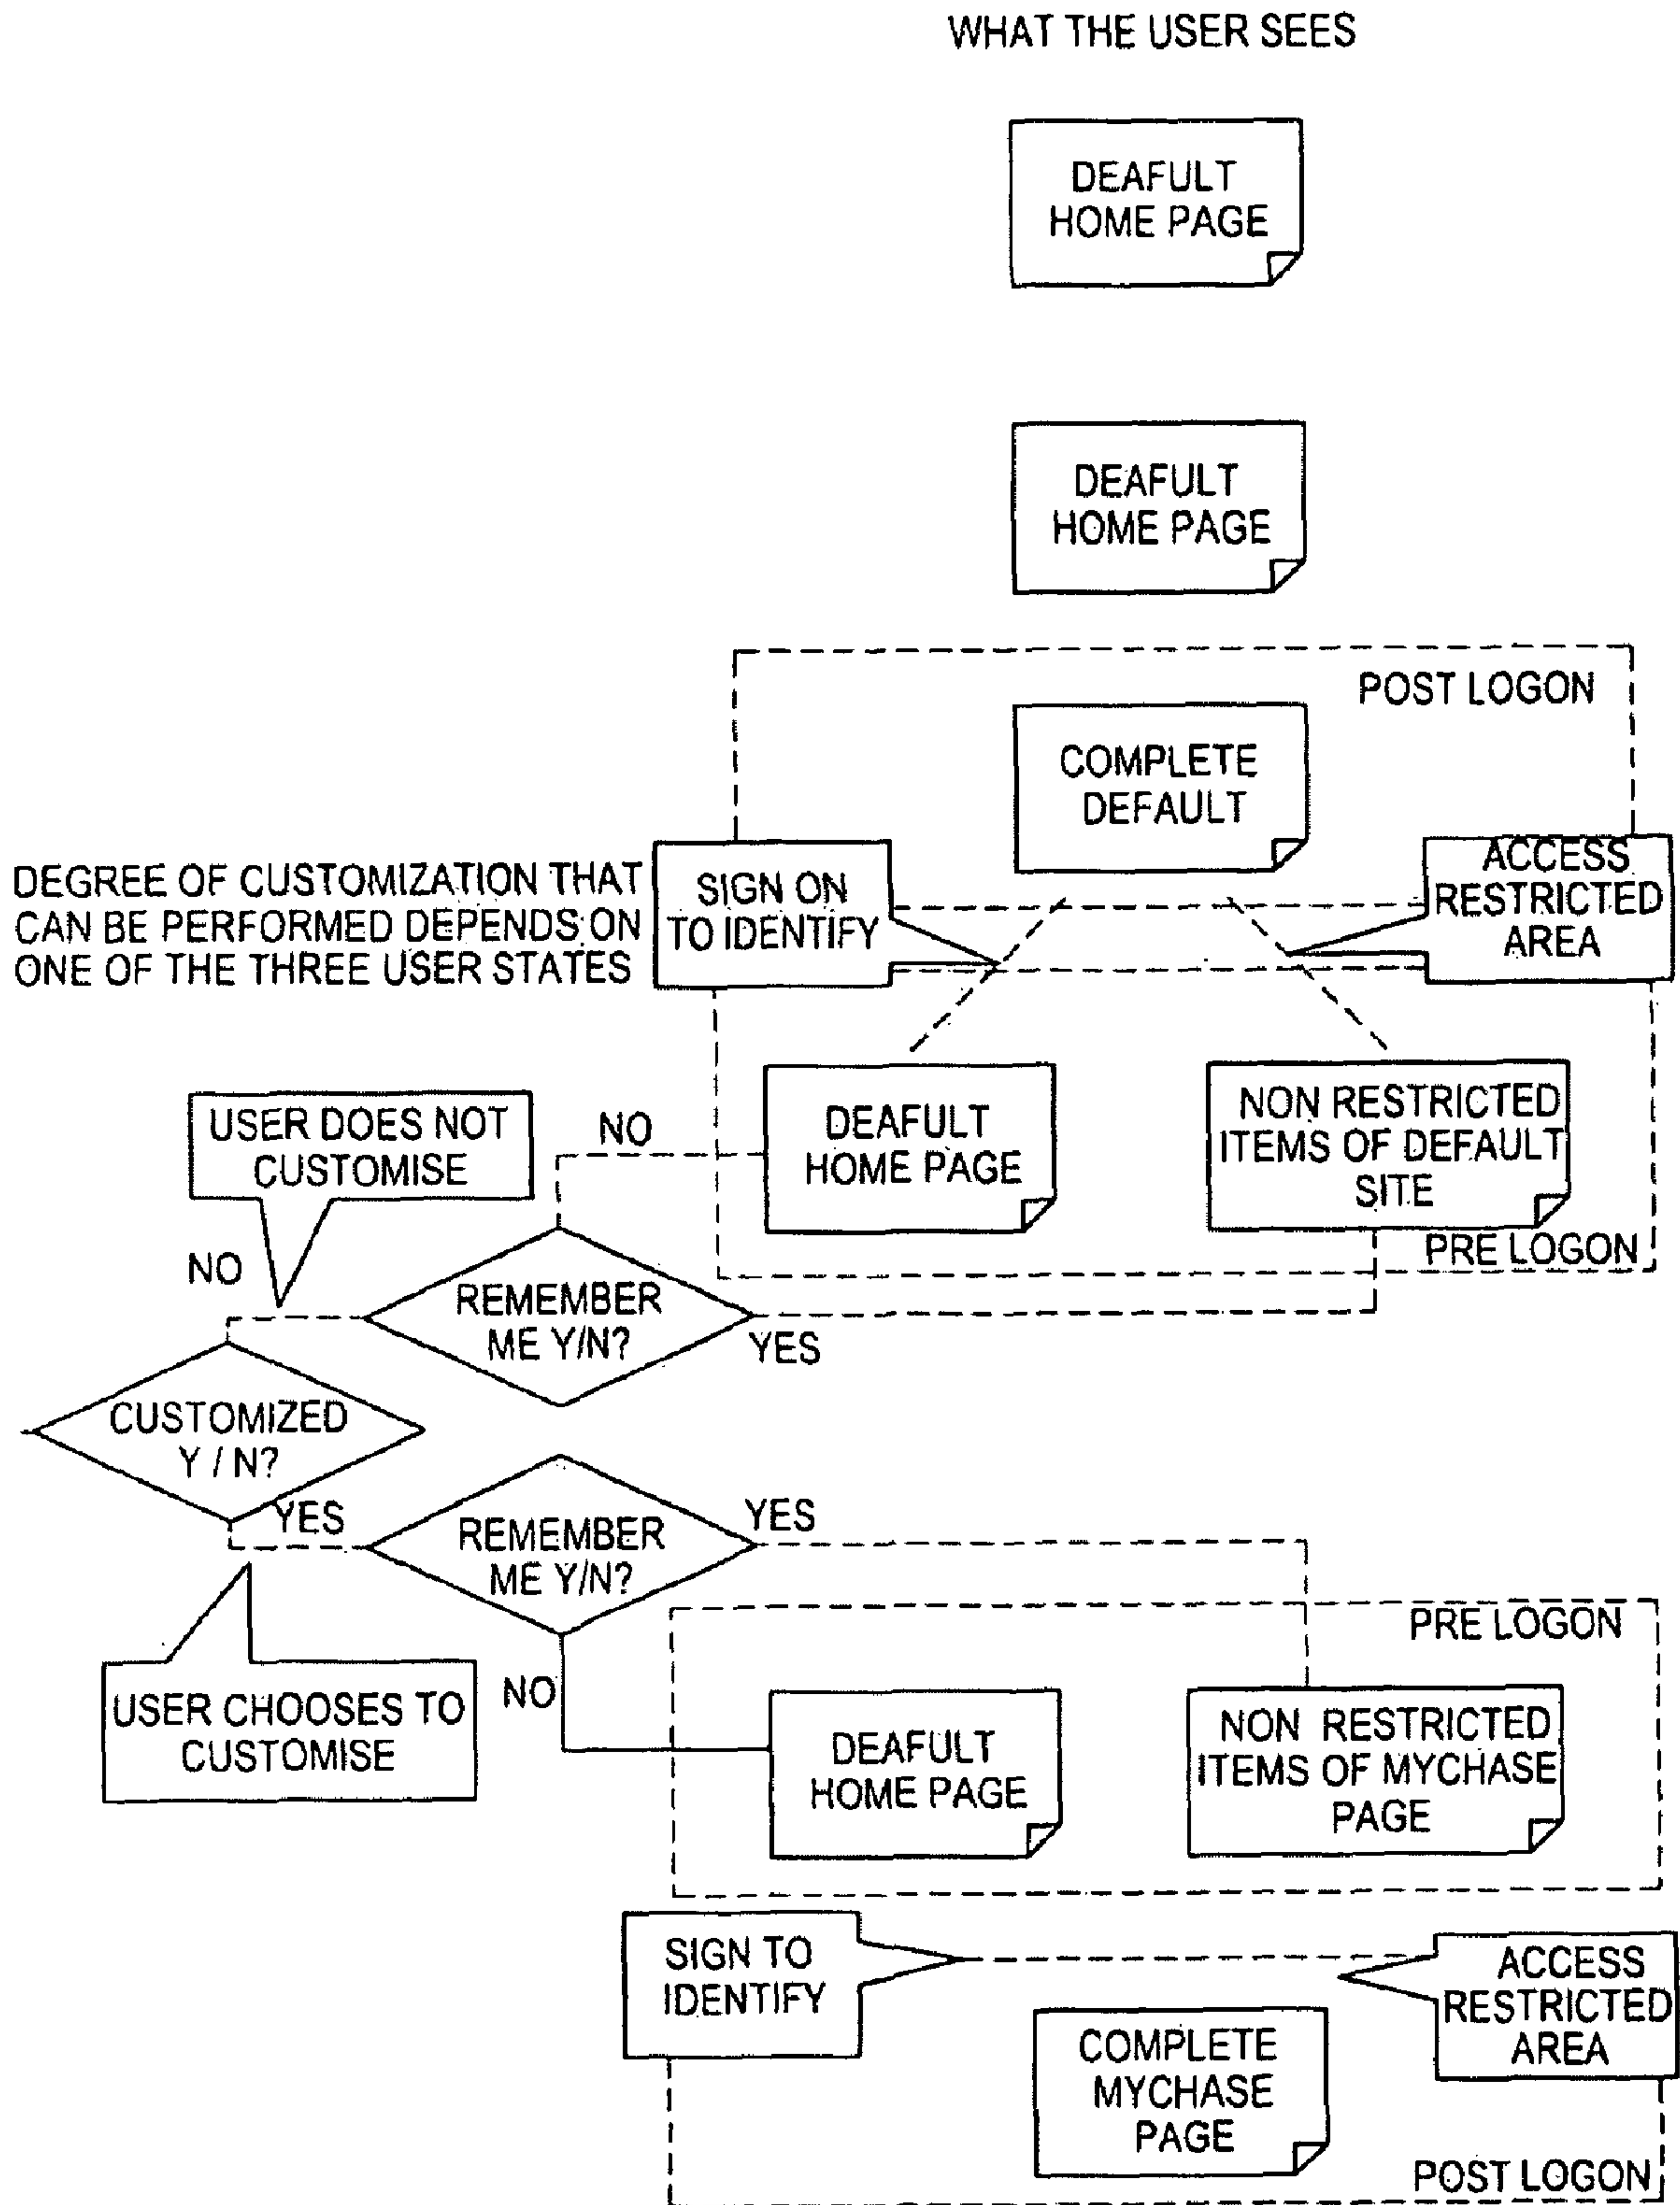 WHAT THE USER SEES
DEAFULT
HOME PAGE
DEAFULT
HOME PAGE
POST LOGON
COMPLETE
DEFAULT
DEGREE OF CUSTOMIZATION THAT
CAN BE PERFORMED DEPENDS ON
ONE OF THE THREE USER STATES
SIGN ON
TO IDENTIFY
ACCESS
RESTRICTED
AREA
USER DOES NOT
CUSTOMISE
NO
DEAFULT
HOME PAGE
NON RESTRICTED
ITEMS OF DEFAULT
SITE
PRE LOGON
NO
REMEMBER
ME Y/N?
YES
CUSTOMIZED
Y / N?
YES
REMEMBER
ME Y/N?
YES
PRE LOGON
USER CHOOSES TO
CUSTOMISE
NO
DEAFULT
HOME PAGE
NON RESTRICTED
ITEMS OF MYCHASE
PAGE
SIGN TO
IDENTIFY
ACCESS
RESTRICTED
AREA
COMPLETE
MYCHASE
PAGE
POST LOGON